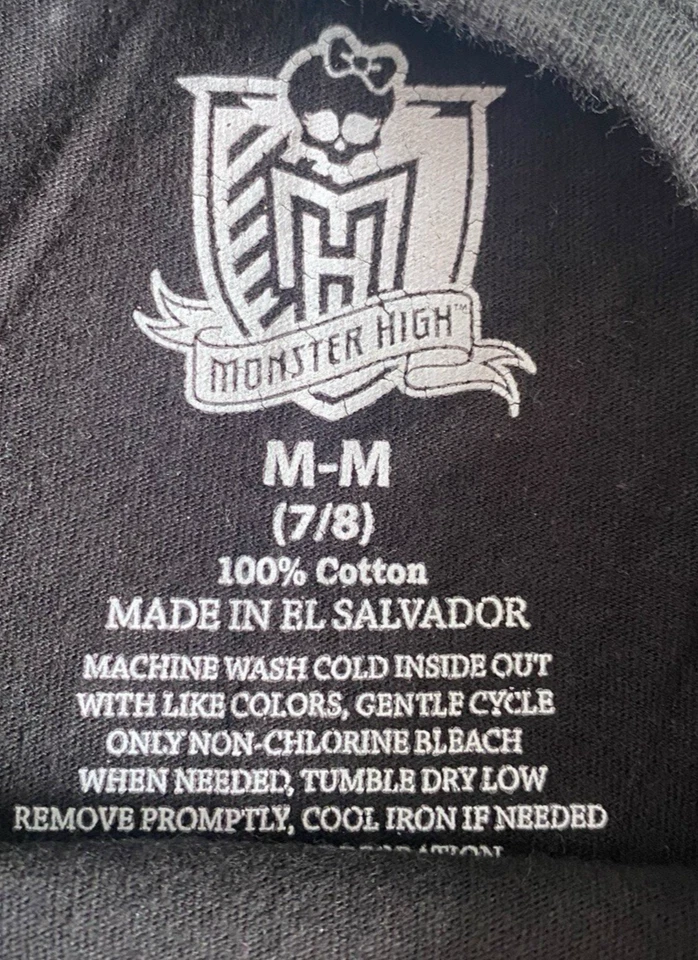 MH
MONSTER HIGH™
M-M
(7/8)
100% Cotton
MADE IN EL SALVADOR
MACHINE WASH COLD INSIDE OUT
WITH LIKE COLORS, GENTLE CYCLE
ONLY NON-CHLORINE BLEACH
WHEN NEEDED, TUMBLE DRY LOW
REMOVE PROMPTLY, COOL IRON IF NEEDED